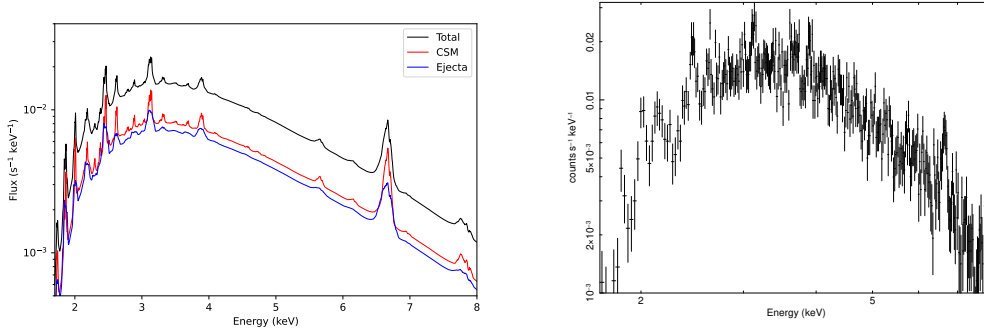 Total
CSM
Ejecta
Flux (s⁻¹ keV⁻¹)
10⁻²
10⁻³
2 3 4 5 6 7 8
Energy (keV)
counts s⁻¹ keV⁻¹
0.02
0.01
5×10⁻³
2×10⁻³
10⁻³
2 5
Energy (keV)